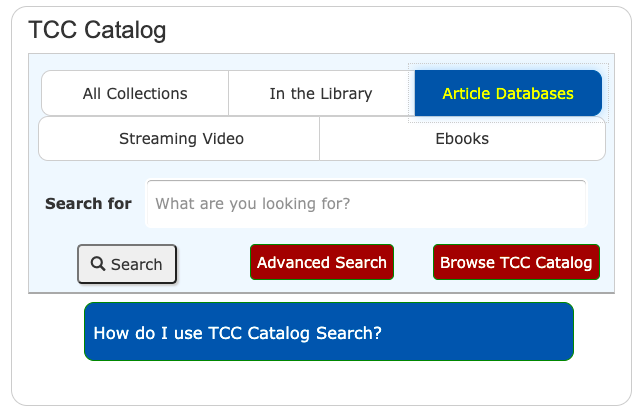 TCC Catalog
All Collections In the Library Article Databases
Streaming Video Ebooks
Search for What are you looking for?
Search Advanced Search Browse TCC Catalog
How do I use TCC Catalog Search?